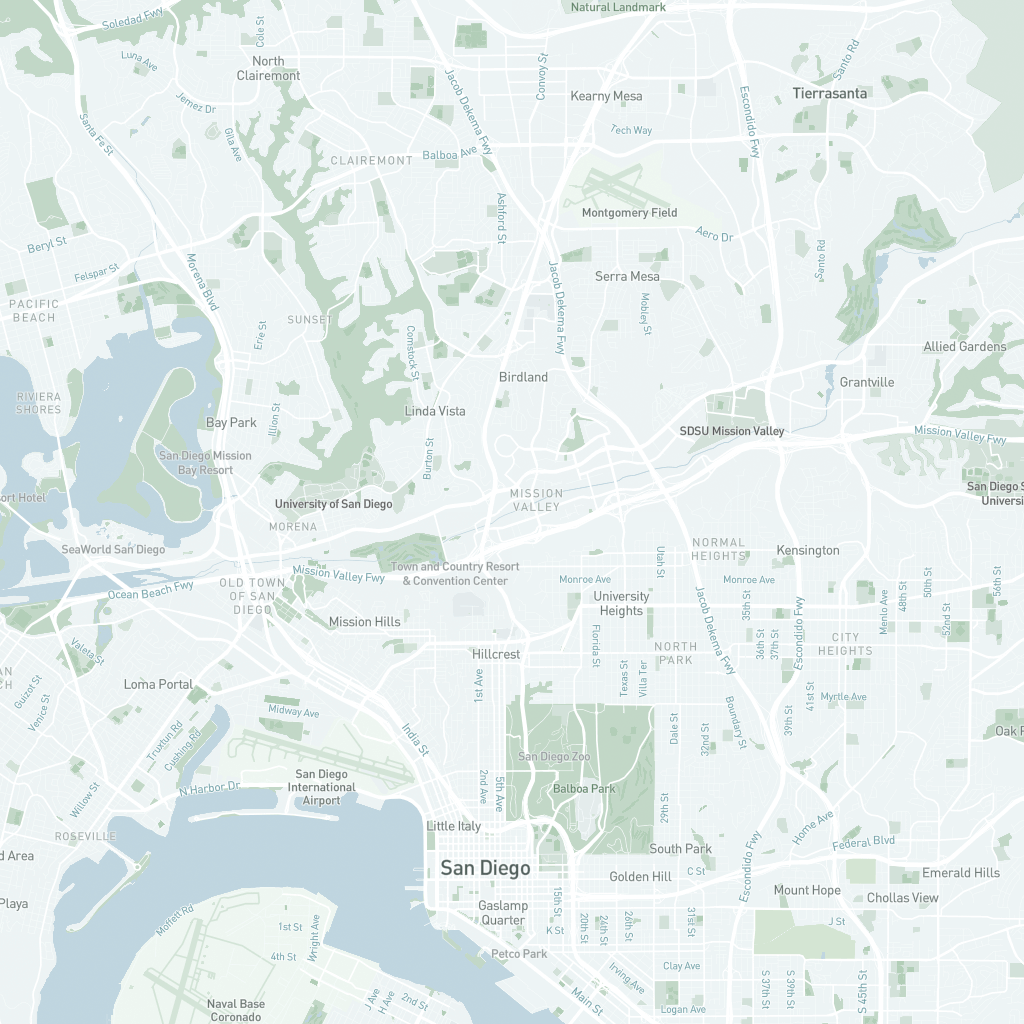 Soledad Fwy
Cole St
Natural Landmark
Luna Ave
North
Clairemont
Jacob Dekema Fwy
Convoy St
Santo Rd
Kearny Mesa
Escondido Fwy
Tierrasanta
Jemez Dr
Santa Fe St
Gila Ave
Tech Way
CLAIREMONT
Balboa Ave
Ashford St
Montgomery Field
Beryl St
Aero Dr
Santo Rd
Felspar St
Morena Blvd
Jacob Dekema Fwy
Serra Mesa
PACIFIC
BEACH
SUNSET
Erie St
Comstock St
Mobley St
Allied Gardens
Birdland
Grantville
RIVIERA
SHORES
Illion St
Linda Vista
Bay Park
SDSU Mission Valley
Mission Valley Fwy
Burton St
San Diego Mission
Bay Resort
ort Hotel
University of San Diego
MISSION
VALLEY
San Diego S
Universi
MORENA
SeaWorld San Diego
NORMAL
HEIGHTS
Kensington
Utah St
Town and Country Resort
& Convention Center
Mission Valley Fwy
Ocean Beach Fwy
OLD TOWN
OF SAN
DIEGO
Monroe Ave
Monroe Ave
University
Heights
Jacob Dekema Fwy
35th St
Escondido Fwy
Menlo Ave
48th St
50th St
52nd St
56th St
Mission Hills
Florida St
36th St
37th St
CITY
HEIGHTS
Hillcrest
NORTH
PARK
Valeta St
AN
CH
Guizot St
Venice St
Loma Portal
1st Ave
Texas St
Villa Ter
Boundary St
41st St
Myrtle Ave
Midway Ave
India St
Dale St
32nd St
39th St
Oak P
Truxtun Rd
Cushing Rd
San Diego Zoo
San Diego
International
Airport
N Harbor Dr
2nd Ave
5th Ave
Balboa Park
Willow St
29th St
ROSEVILLE
Little Italy
Home Ave
Federal Blvd
d Area
San Diego
South Park
Golden Hill
C St
Escondido Fwy
Emerald Hills
Mount Hope
Chollas View
Playa
Moffett Rd
Gaslamp
Quarter
15th St
20th St
24th St
26th St
31st St
J St
1st St
Wright Ave
K St
4th St
Petco Park
Irving Ave
Clay Ave
S 37th St
S 39th St
S 45th St
Naval Base
Coronado
J Ave
H Ave
2nd St
Main St
Logan Ave